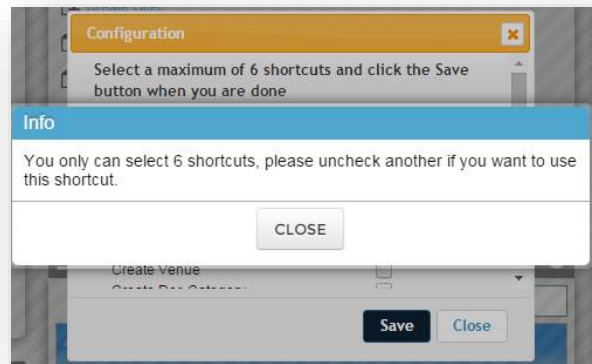 Configuration
Select a maximum of 6 shortcuts and click the Save
button when you are done
Info
You only can select 6 shortcuts, please uncheck another if you want to use
this shortcut.
CLOSE
Create Venue
Save
Close